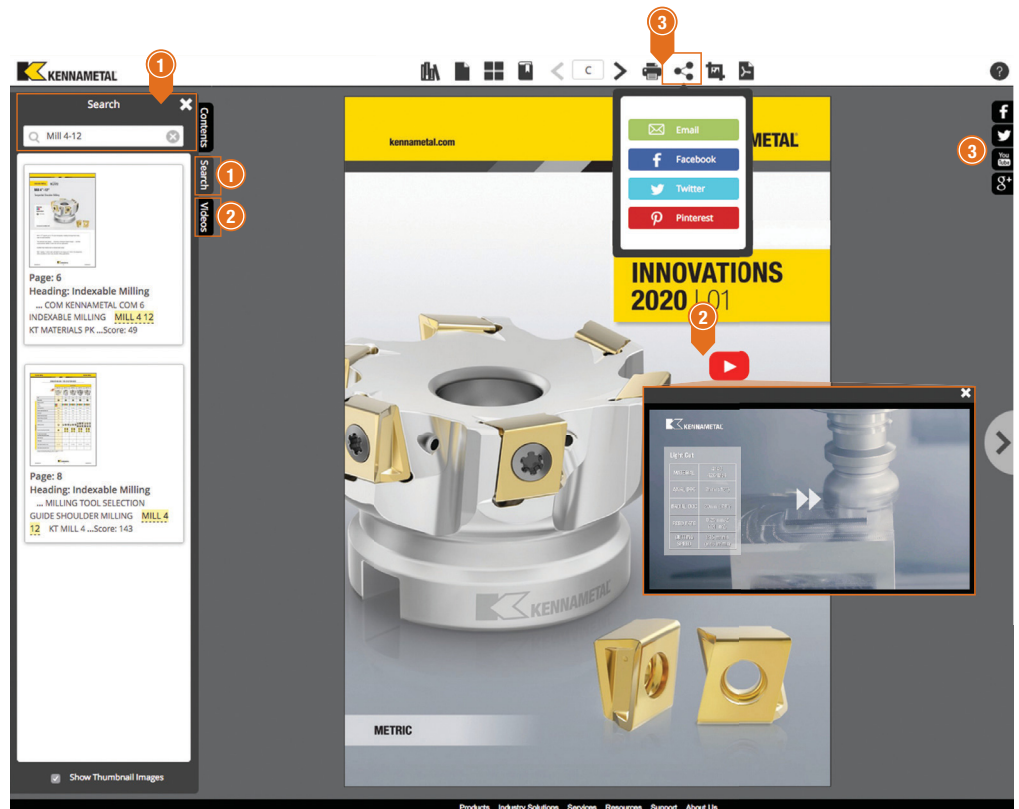 3
KENNAMETAL
1
C
?
Search
Mill 4-12
Contents
Search
1
Videos
2
Page: 6
Heading: Indexable Milling
... COM KENNAMETAL COM 6
INDEXABLE MILLING MILL 4 12
KT MATERIALS PK ...Score: 49
Page: 8
Heading: Indexable Milling
... MILLING TOOL SELECTION
GUIDE SHOULDER MILLING MILL 4
12 KT MILL 4 ...Score: 143
Show Thumbnail Images
kennametal.com
METAL
Email
Facebook
Twitter
Pinterest
INNOVATIONS
2020 | 01
2
KENNAMETAL
Light Cut
KENNAMETAL
METRIC
3
You
Tube
g+
Products Industry Solutions Services Resources Support About Us